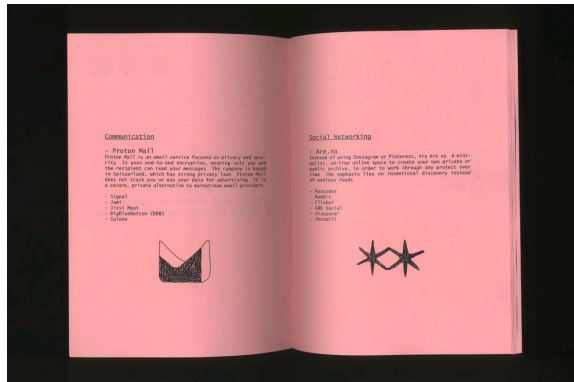 Communication
~ Proton Mail
Proton Mail is an email service focused on privacy and secu-
rity. It uses end-to-end encryption, meaning only you and
the recipient can read your messages. The company is based
in Switzerland, which has strong privacy laws. Proton Mail
does not track you or use your data for advertising. It is
a secure, private alternative to mainstream email providers
- Signal
- Jami
- Jitsi Meet
- BigBlueButton (BBB)
- Galene
Social Networking
~ Are.na
Instead of using Instagram or Pinterest, try Are.na. A mini-
malist, ad-free online space to create your own private or
public archive, in order to work through any project over
time. The emphasis lies on intentional discovery instead
of endless feeds
- Mastodon
- Reddit
- Flicker
- GNU Social
- diaspora*
- Postmill